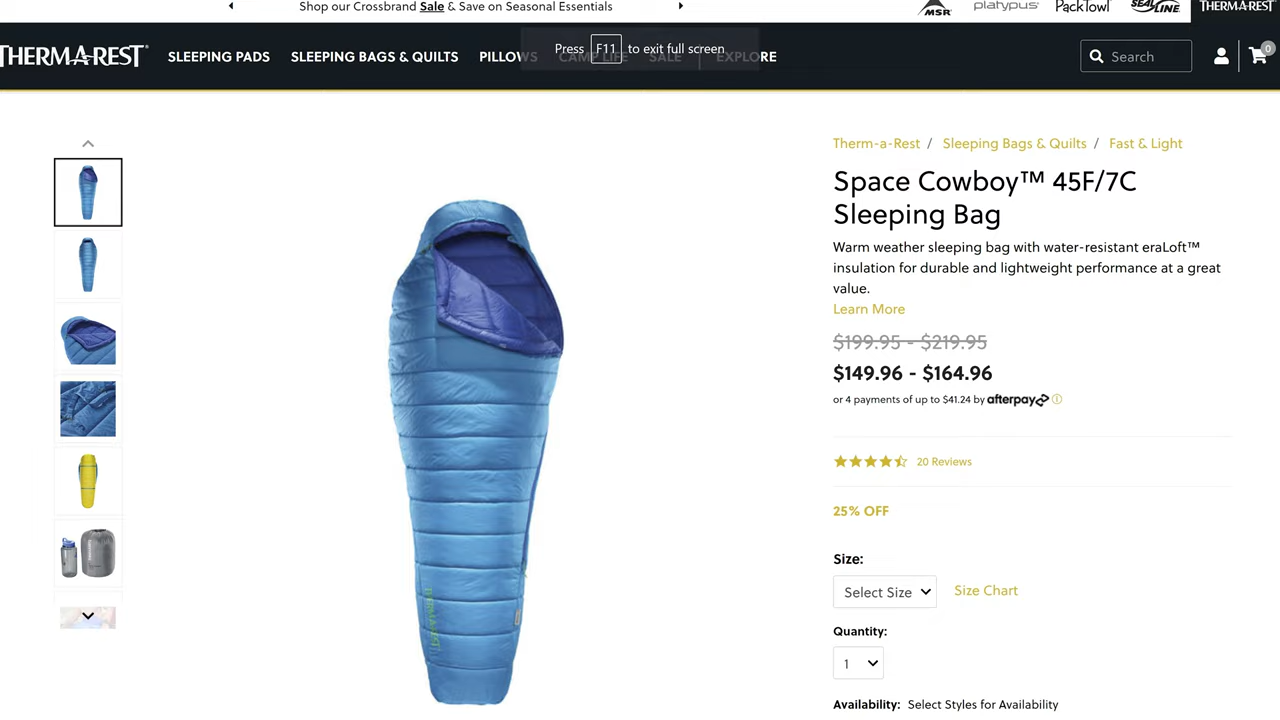 Shop our Crossbrand Sale & Save on Seasonal Essentials
MSR platypus PackTowl SEALLINE THERM-A-REST
THERM-A-REST® SLEEPING PADS SLEEPING BAGS & QUILTS PILLOWS CAMP LIFE SALE EXPLORE Search 0
Press F11 to exit full screen
Therm-a-Rest / Sleeping Bags & Quilts / Fast & Light
Space Cowboy™ 45F/7C
Sleeping Bag
Warm weather sleeping bag with water-resistant eraLoft™
insulation for durable and lightweight performance at a great
value.
Learn More
$199.95 - $219.95
$149.96 - $164.96
or 4 payments of up to $41.24 by afterpay
20 Reviews
25% OFF
Size:
Select Size Size Chart
Quantity:
1
Availability: Select Styles for Availability